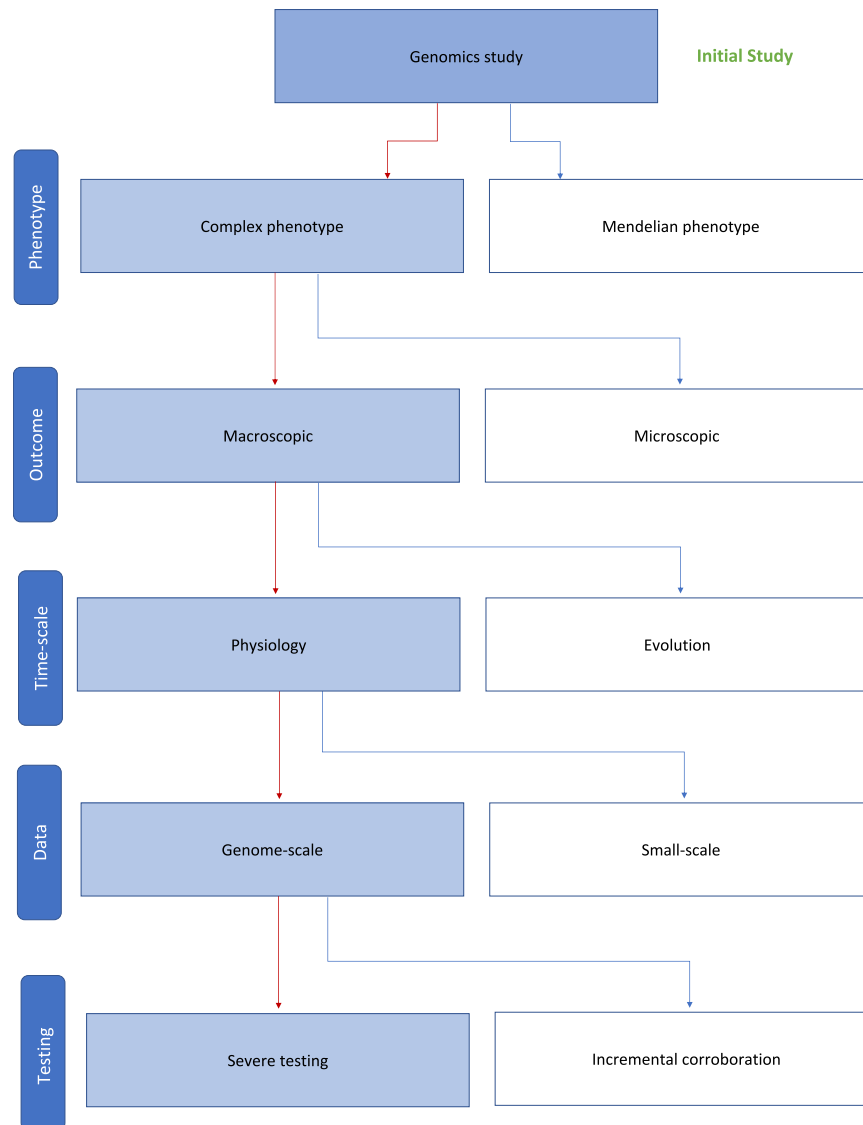 Genomics study
Initial Study
Phenotype
Complex phenotype
Mendelian phenotype
Outcome
Macroscopic
Microscopic
Time-scale
Physiology
Evolution
Data
Genome-scale
Small-scale
Testing
Severe testing
Incremental corroboration